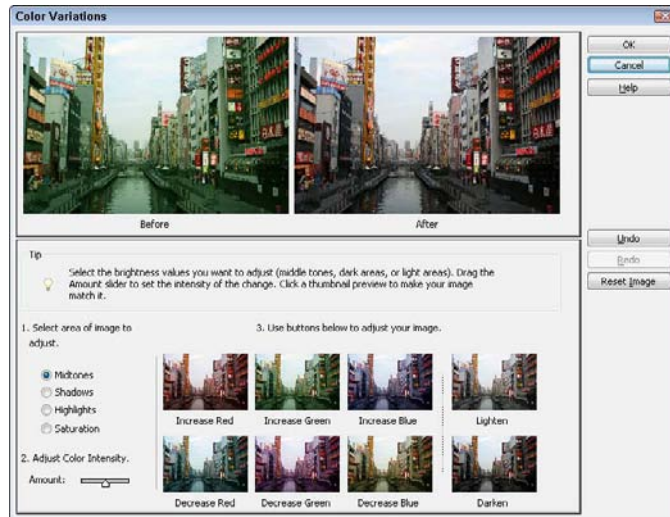 Color Variations
OK
Cancel
Help
Before
After
Undo
Redo
Reset Image
Tip
Select the brightness values you want to adjust (middle tones, dark areas, or light areas). Drag the
Amount slider to set the intensity of the change. Click a thumbnail preview to make your image
match it.
1. Select area of image to
adjust.
3. Use buttons below to adjust your image.
Midtones
Shadows
Highlights
Saturation
Increase Red
Increase Green
Increase Blue
Lighten
2. Adjust Color Intensity.
Amount:
Decrease Red
Decrease Green
Decrease Blue
Darken